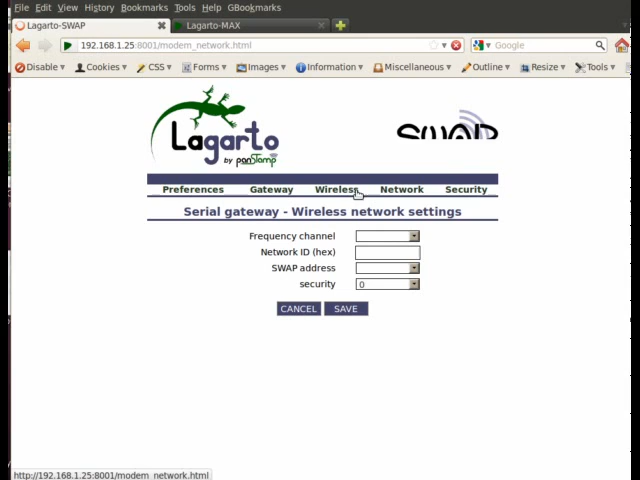 File Edit View History Bookmarks Tools Help GBookmarks
Lagarto-SWAP Lagarto-MAX
192.168.1.25:8001/modem_network.html Google
Disable Cookies CSS Forms Images Information Miscellaneous Outline Resize Tools
Lagarto
by panStamp
SWAP
Preferences Gateway Wireless Network Security
Serial gateway - Wireless network settings
Frequency channel
Network ID (hex)
SWAP address
security 0
CANCEL SAVE
http://192.168.1.25:8001/modem_network.html